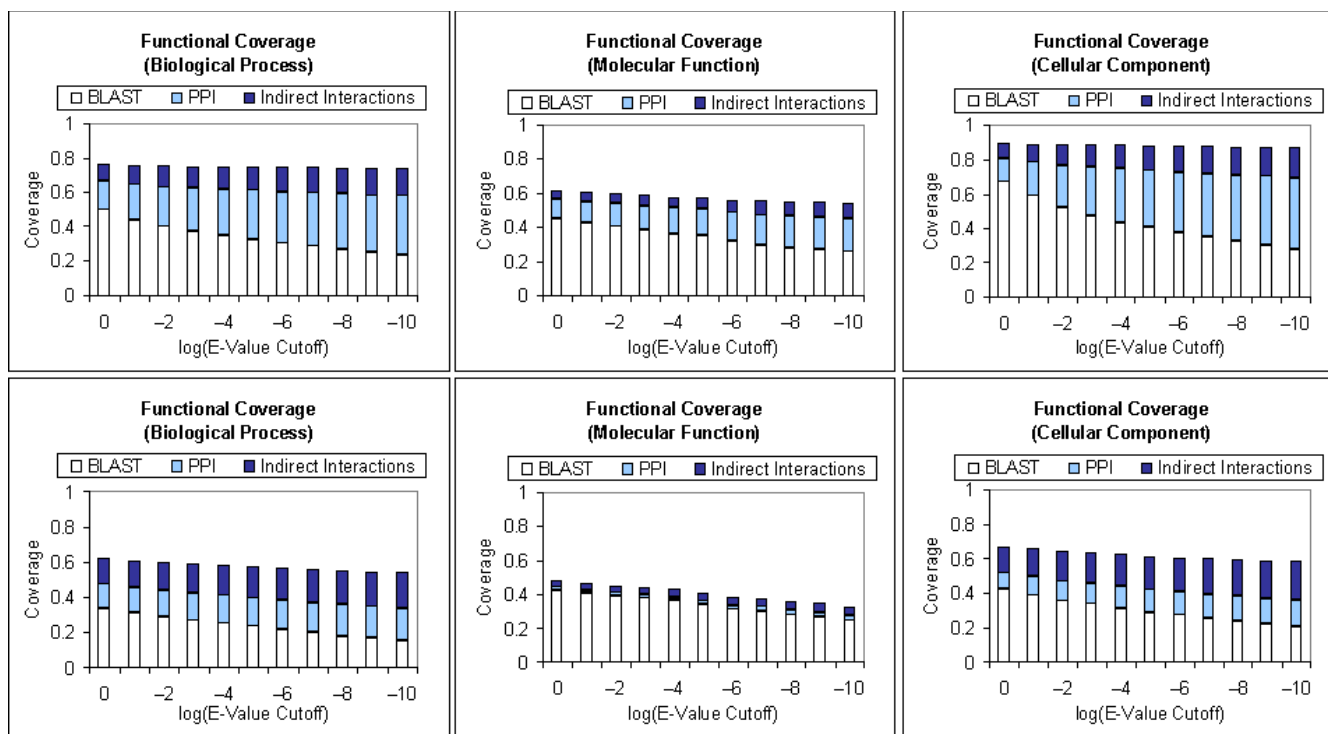 Functional Coverage
(Biological Process)
BLAST PPI Indirect Interactions
1
0.8
0.6
0.4
0.2
0
Coverage
0 –2 –4 –6 –8 –10
log(E-Value Cutoff)
Functional Coverage
(Molecular Function)
BLAST PPI Indirect Interactions
1
0.8
0.6
0.4
0.2
0
Coverage
0 –2 –4 –6 –8 –10
log(E-Value Cutoff)
Functional Coverage
(Cellular Component)
BLAST PPI Indirect Interactions
1
0.8
0.6
0.4
0.2
0
Coverage
0 –2 –4 –6 –8 –10
log(E-Value Cutoff)
Functional Coverage
(Biological Process)
BLAST PPI Indirect Interactions
1
0.8
0.6
0.4
0.2
0
Coverage
0 –2 –4 –6 –8 –10
log(E-Value Cutoff)
Functional Coverage
(Molecular Function)
BLAST PPI Indirect Interactions
1
0.8
0.6
0.4
0.2
0
Coverage
0 –2 –4 –6 –8 –10
log(E-Value Cutoff)
Functional Coverage
(Cellular Component)
BLAST PPI Indirect Interactions
1
0.8
0.6
0.4
0.2
0
Coverage
0 –2 –4 –6 –8 –10
log(E-Value Cutoff)